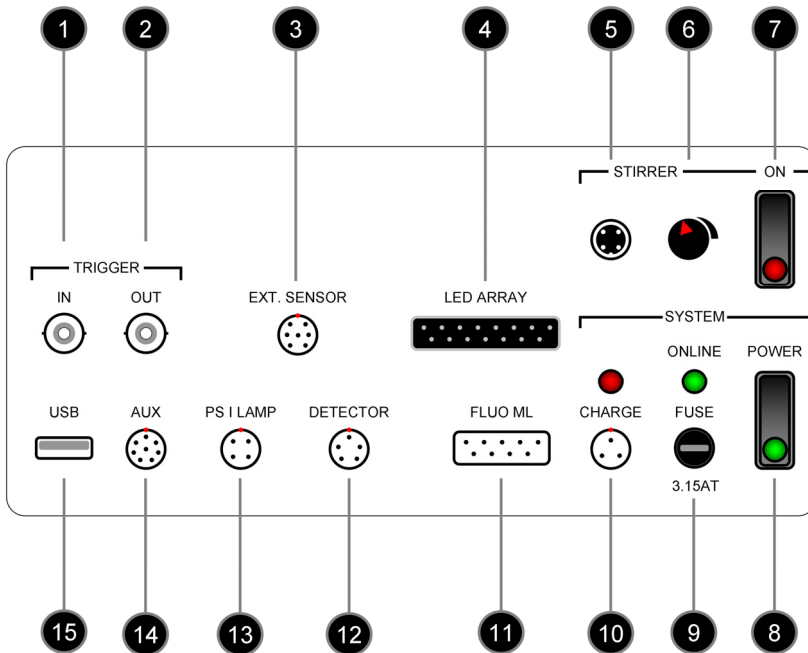 1 2 3 4 5 6 7
STIRRER ON
TRIGGER
IN OUT EXT. SENSOR LED ARRAY
SYSTEM
ONLINE POWER
USB AUX PS I LAMP DETECTOR FLUO ML CHARGE FUSE
3.15AT
15 14 13 12 11 10 9 8